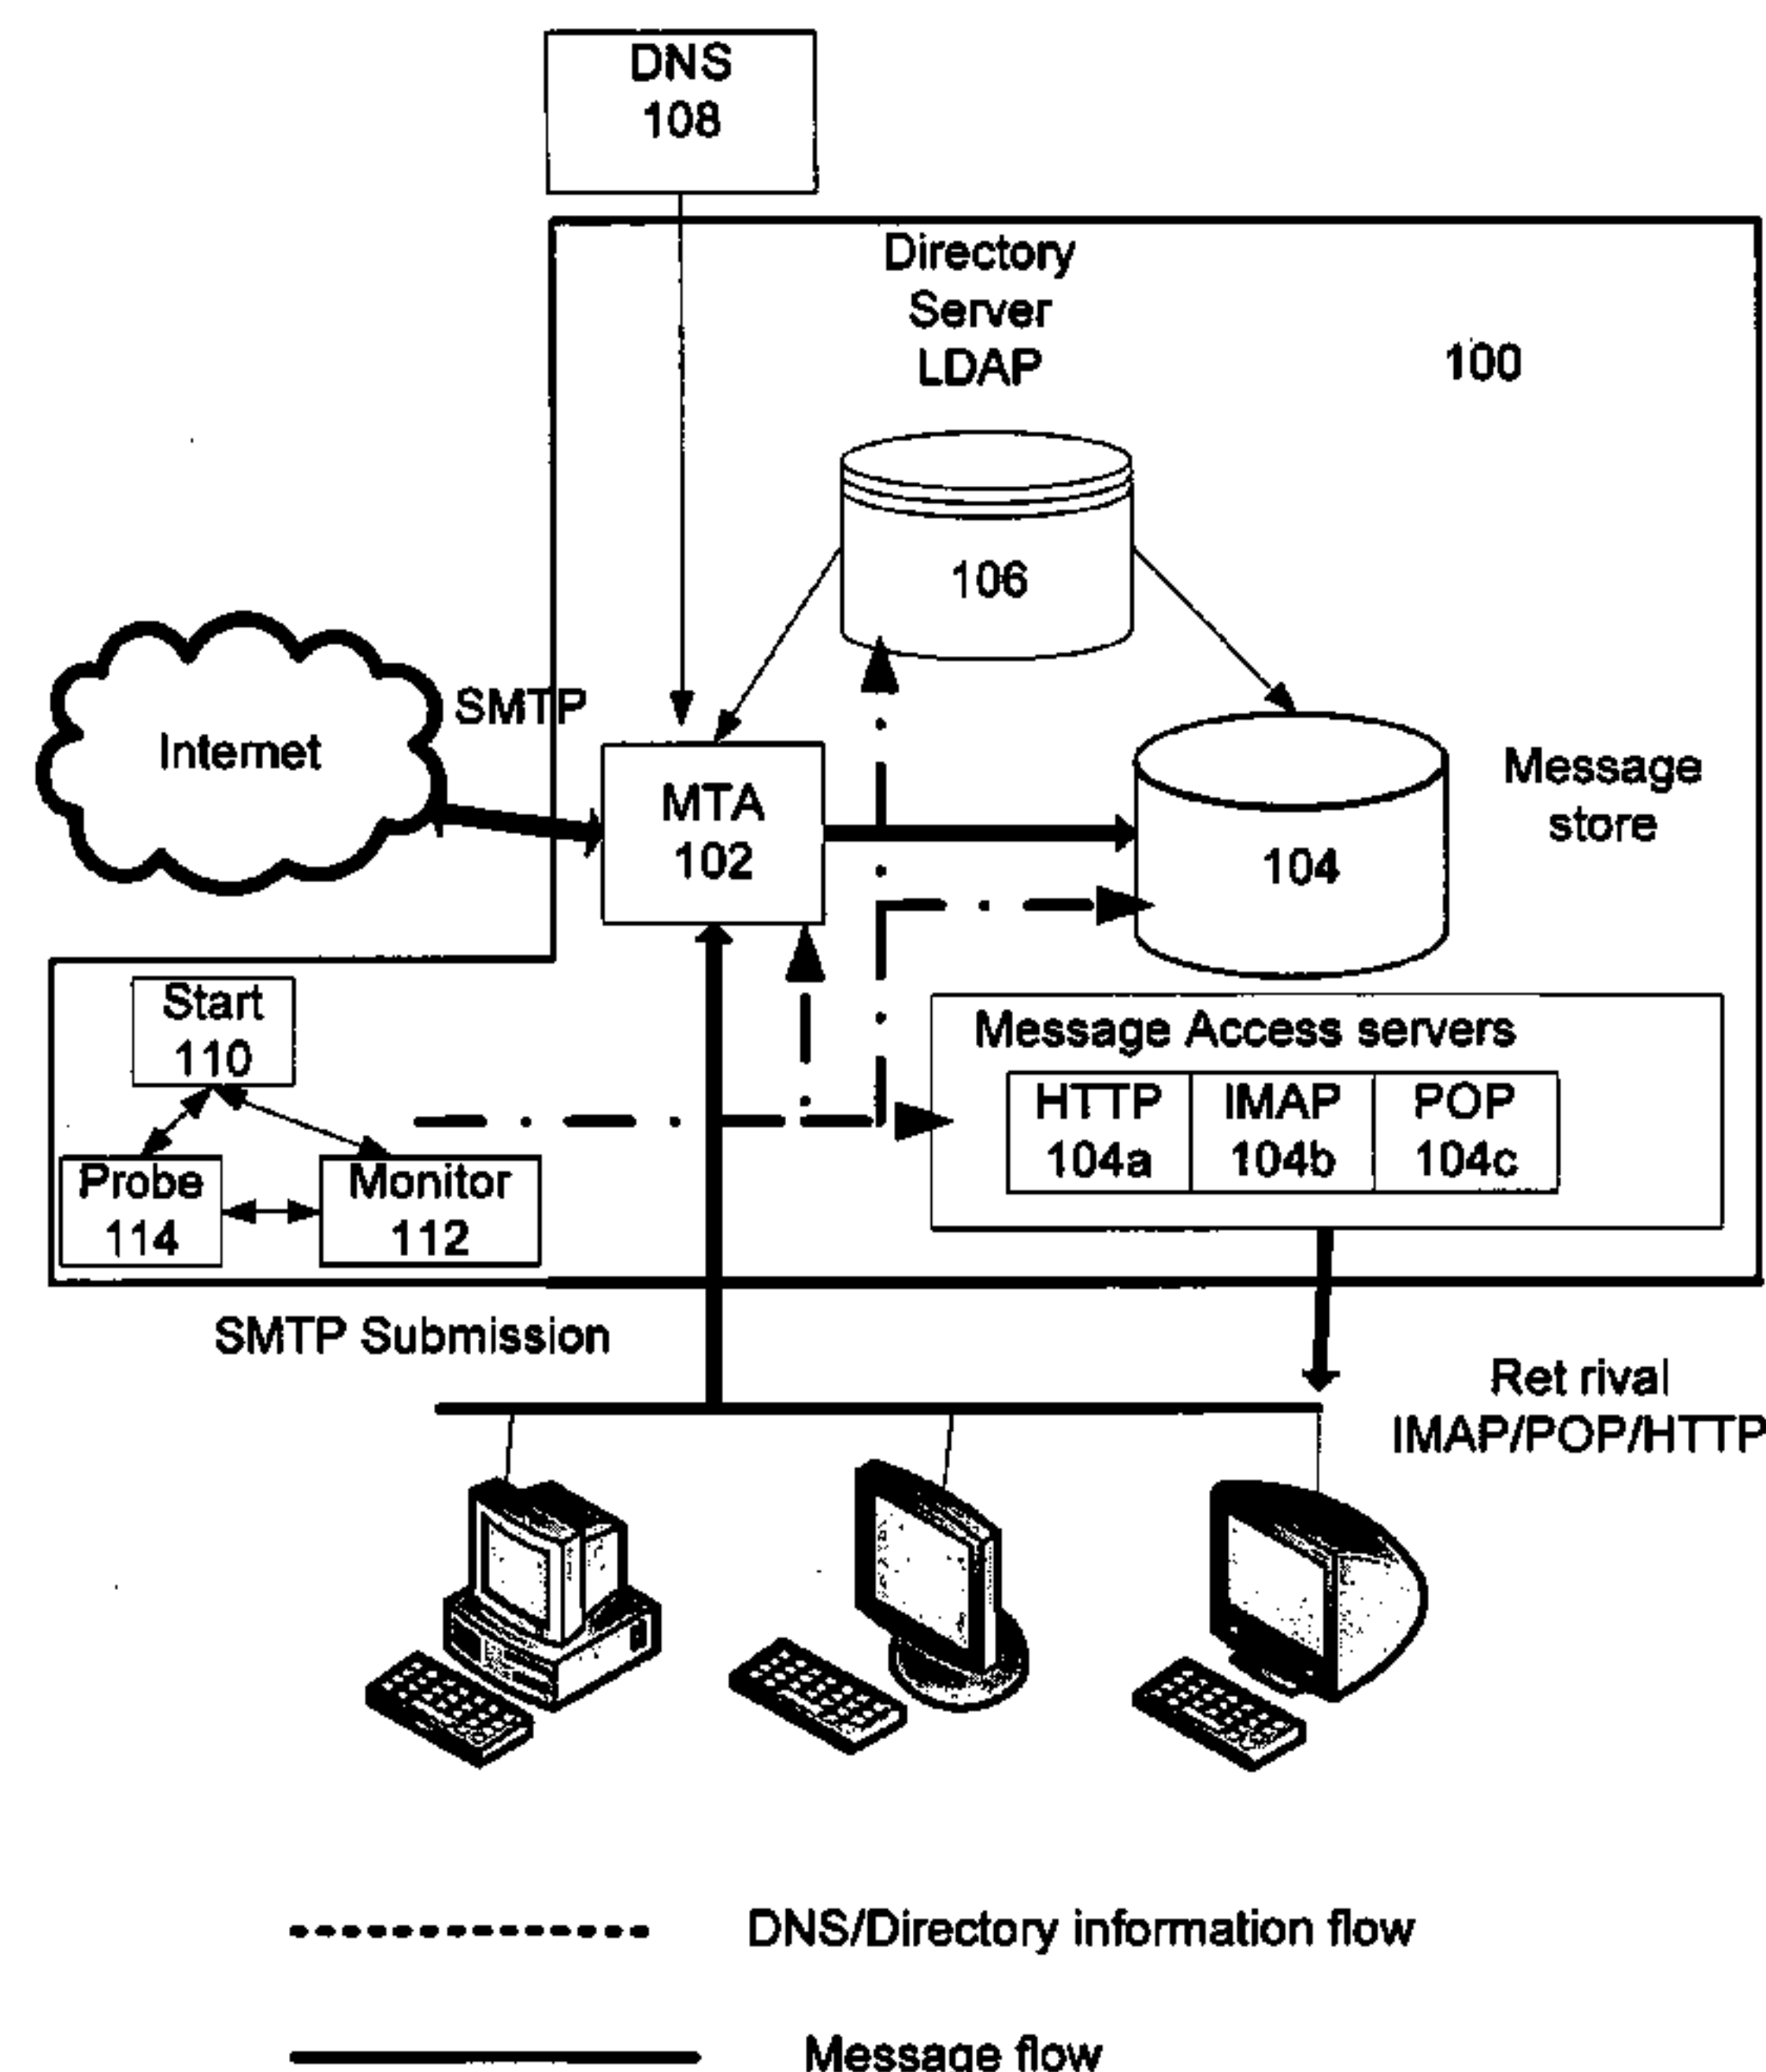 DNS
108
Directory
Server
LDAP
100
106
SMTP
Internet
MTA
102
Message
store
104
Start
110
Probe
114
Monitor
112
Message Access servers
HTTP
104a
IMAP
104b
POP
104c
SMTP Submission
Ret rival
IMAP/POP/HTTP
DNS/Directory information flow
Message flow